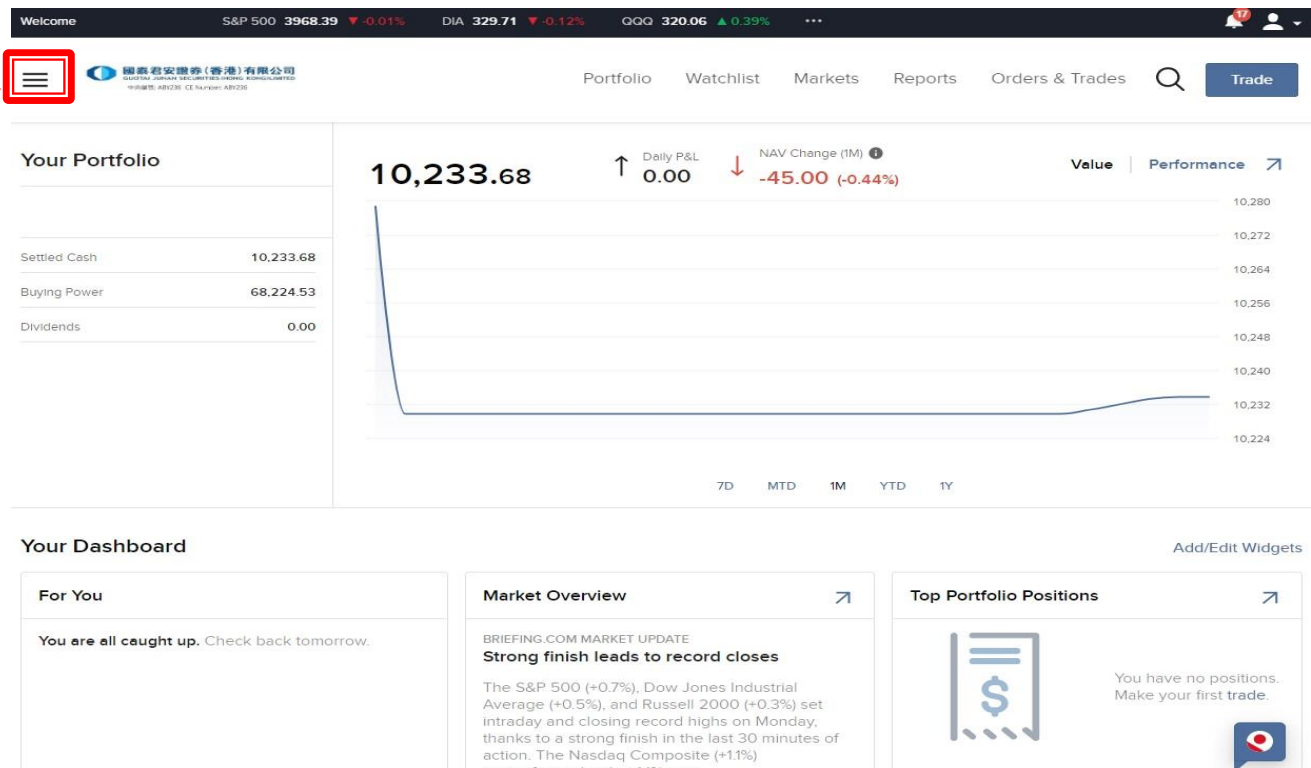 Welcome S&P 500 3968.39 ▼-0.01% DIA 329.71 ▼-0.12% QQQ 320.06 ▲0.39% ••• 17
國泰君安證券(香港)有限公司
GUOTAI JUNAN SECURITIES (HONG KONG) LIMITED
中央編號: ABY236 CE Number: ABY236
Portfolio Watchlist Markets Reports Orders & Trades Trade
Your Portfolio
Settled Cash 10,233.68
Buying Power 68,224.53
Dividends 0.00
10,233.68
Daily P&L
0.00
NAV Change (1M)
-45.00 (-0.44%)
Value Performance
10,280
10,272
10,264
10,256
10,248
10,240
10,232
10,224
7D MTD 1M YTD 1Y
Your Dashboard Add/Edit Widgets
For You
You are all caught up. Check back tomorrow.
Market Overview
BRIEFING.COM MARKET UPDATE
Strong finish leads to record closes
The S&P 500 (+0.7%), Dow Jones Industrial
Average (+0.5%), and Russell 2000 (+0.3%) set
intraday and closing record highs on Monday,
thanks to a strong finish in the last 30 minutes of
action. The Nasdaq Composite (+1.1%)
Top Portfolio Positions
$
You have no positions.
Make your first trade.